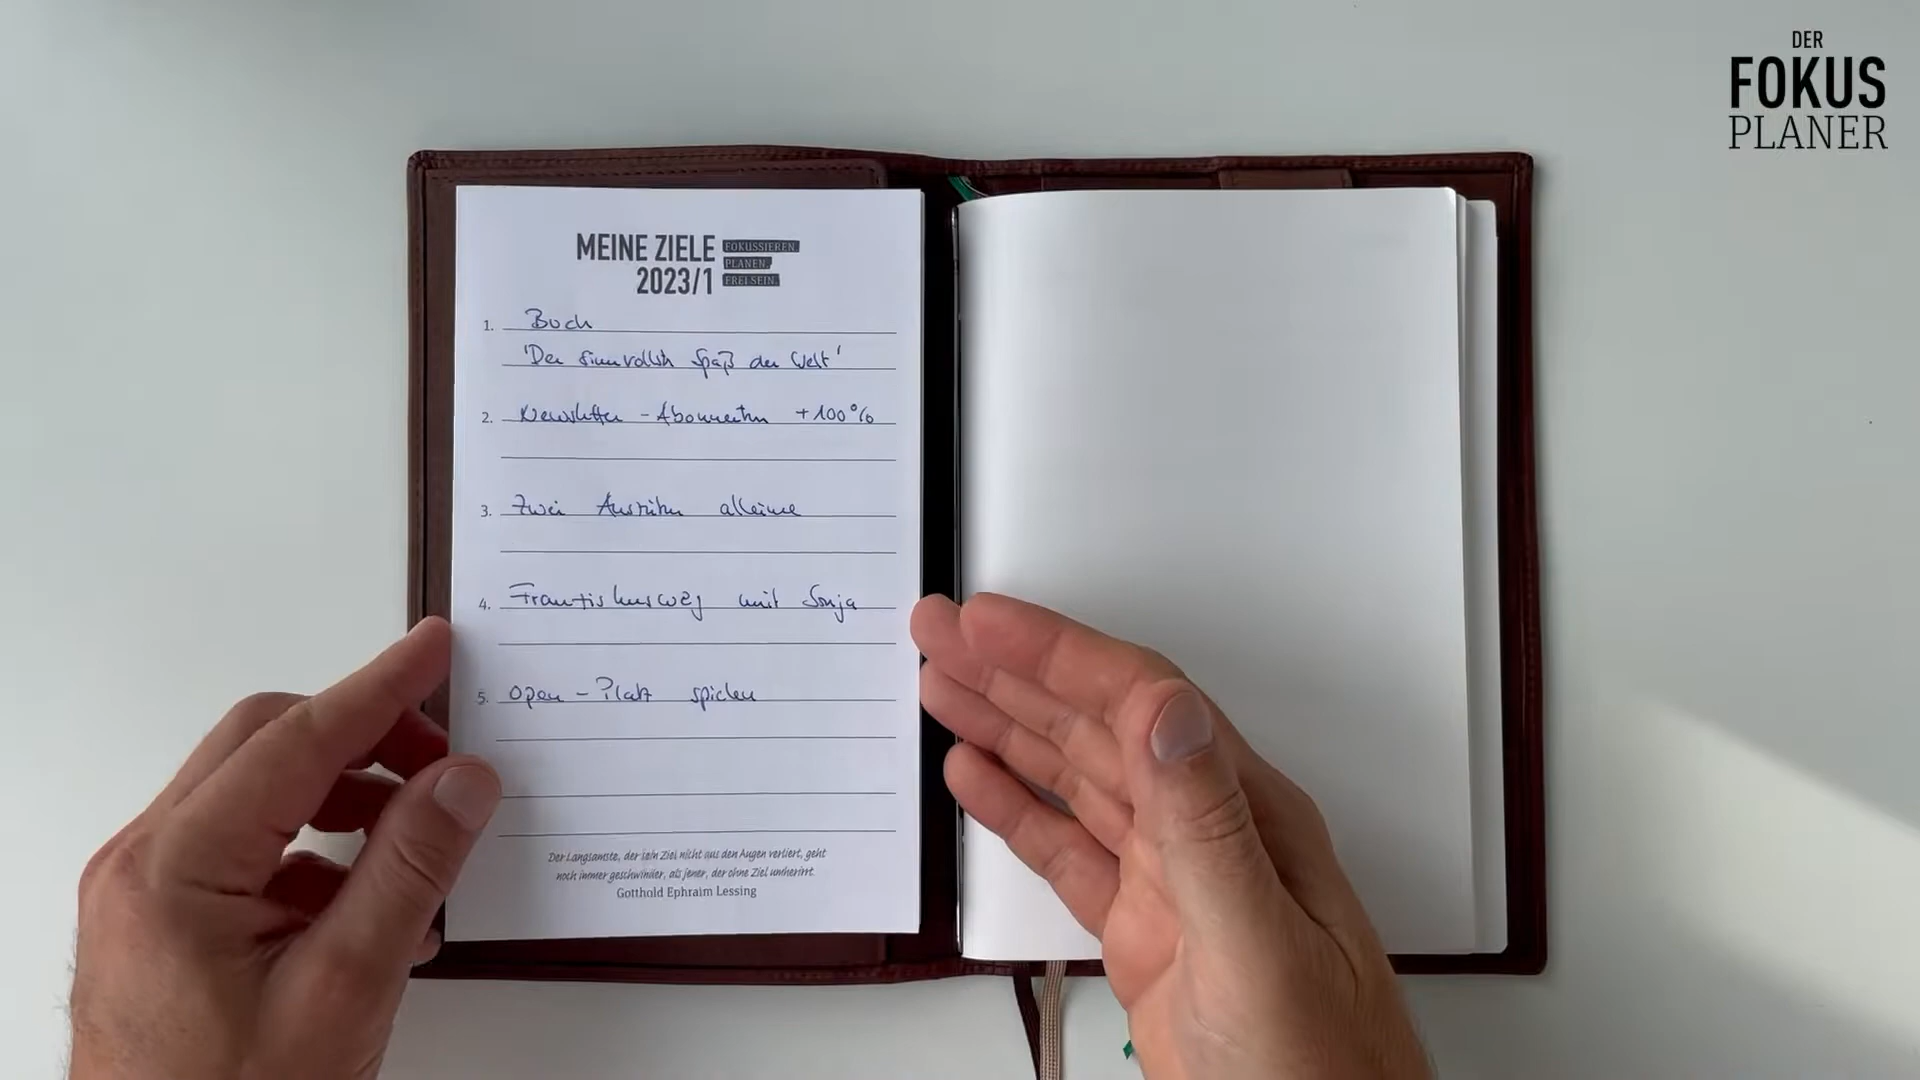 DER
FOKUS
PLANER
MEINE ZIELE
2023/1
FOKUSSIEREN.
PLANEN.
FREI SEIN.
1. Buch
'Der sinnvollste Spaß der Welt'
2. Newsletter - Abonnenten +100%
3. Zwei Auszeiten alleine
4. Franziskusweg mit Sonja
5. Open - Platz spielen
Der Langsamste, der sein Ziel nicht aus den Augen verliert, geht
noch immer geschwinder, als jener, der ohne Ziel umherirrt.
Gotthold Ephraim Lessing